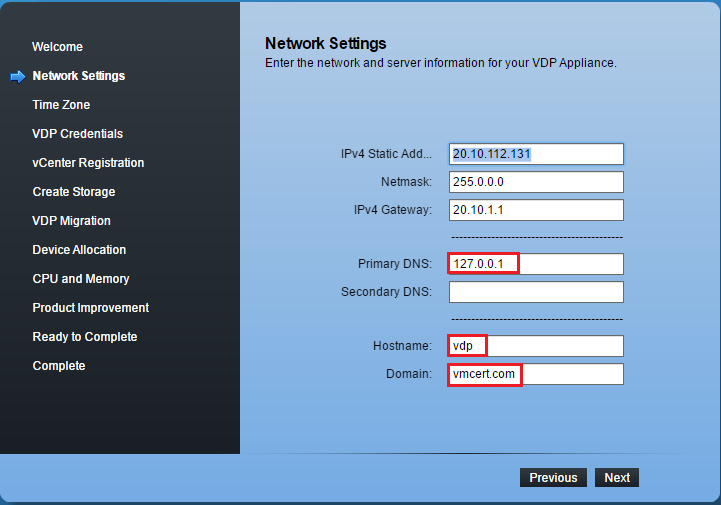 Welcome
Network Settings
Time Zone
VDP Credentials
vCenter Registration
Create Storage
VDP Migration
Device Allocation
CPU and Memory
Product Improvement
Ready to Complete
Complete
Network Settings
Enter the network and server information for your VDP Appliance.
IPv4 Static Add... 20.10.112.131
Netmask: 255.0.0.0
IPv4 Gateway: 20.10.1.1
Primary DNS: 127.0.0.1
Secondary DNS:
Hostname: vdp
Domain: vmcert.com
Previous Next